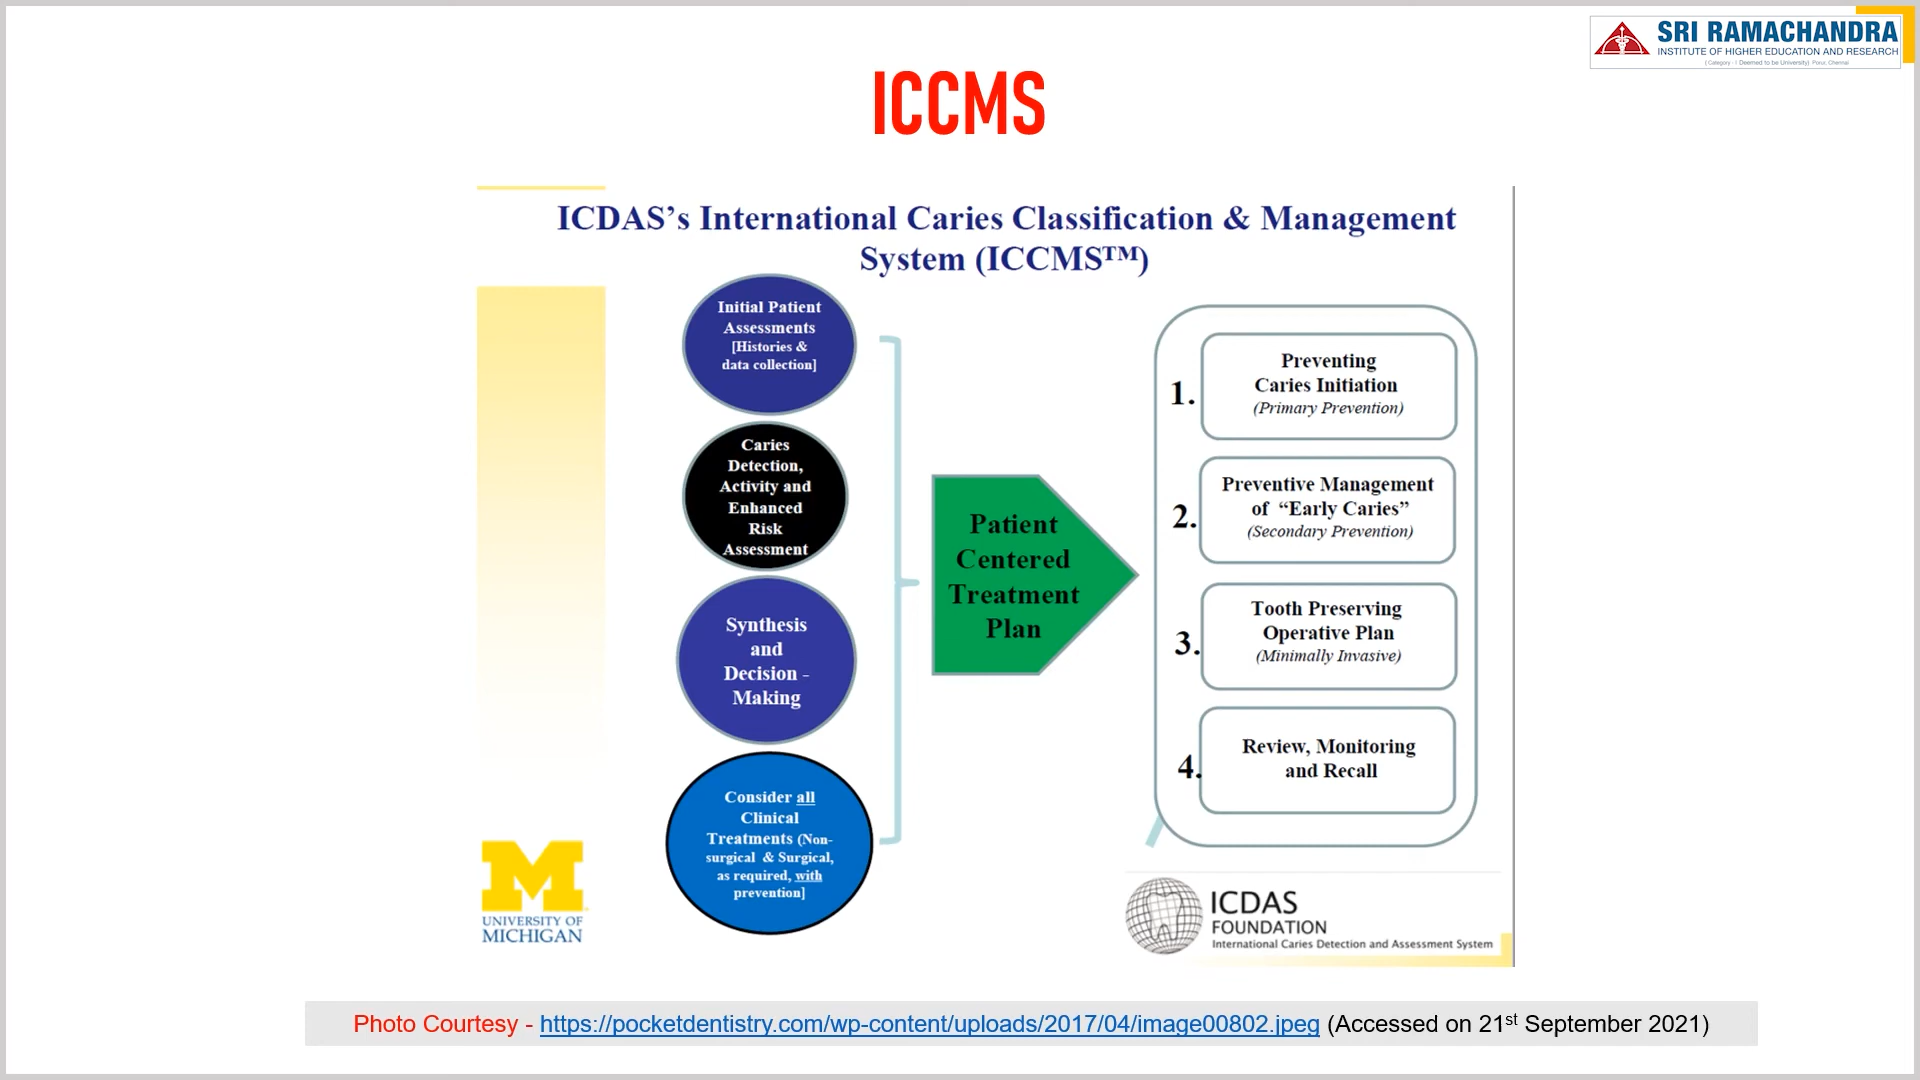 SRI RAMACHANDRA
INSTITUTE OF HIGHER EDUCATION AND RESEARCH
( Category - I Deemed to be University) Porur, Chennai
ICCMS
ICDAS’s International Caries Classification & Management
System (ICCMS™)
Initial Patient
Assessments
[Histories &
data collection]
Caries
Detection,
Activity and
Enhanced
Risk
Assessment
Synthesis
and
Decision -
Making
Consider all
Clinical
Treatments (Non-
surgical & Surgical,
as required, with
prevention]
Patient
Centered
Treatment
Plan
1.
Preventing
Caries Initiation
(Primary Prevention)
2.
Preventive Management
of “Early Caries”
(Secondary Prevention)
3.
Tooth Preserving
Operative Plan
(Minimally Invasive)
4.
Review, Monitoring
and Recall
M
UNIVERSITY OF
MICHIGAN
ICDAS
FOUNDATION
International Caries Detection and Assessment System
Photo Courtesy - https://pocketdentistry.com/wp-content/uploads/2017/04/image00802.jpeg (Accessed on 21st September 2021)